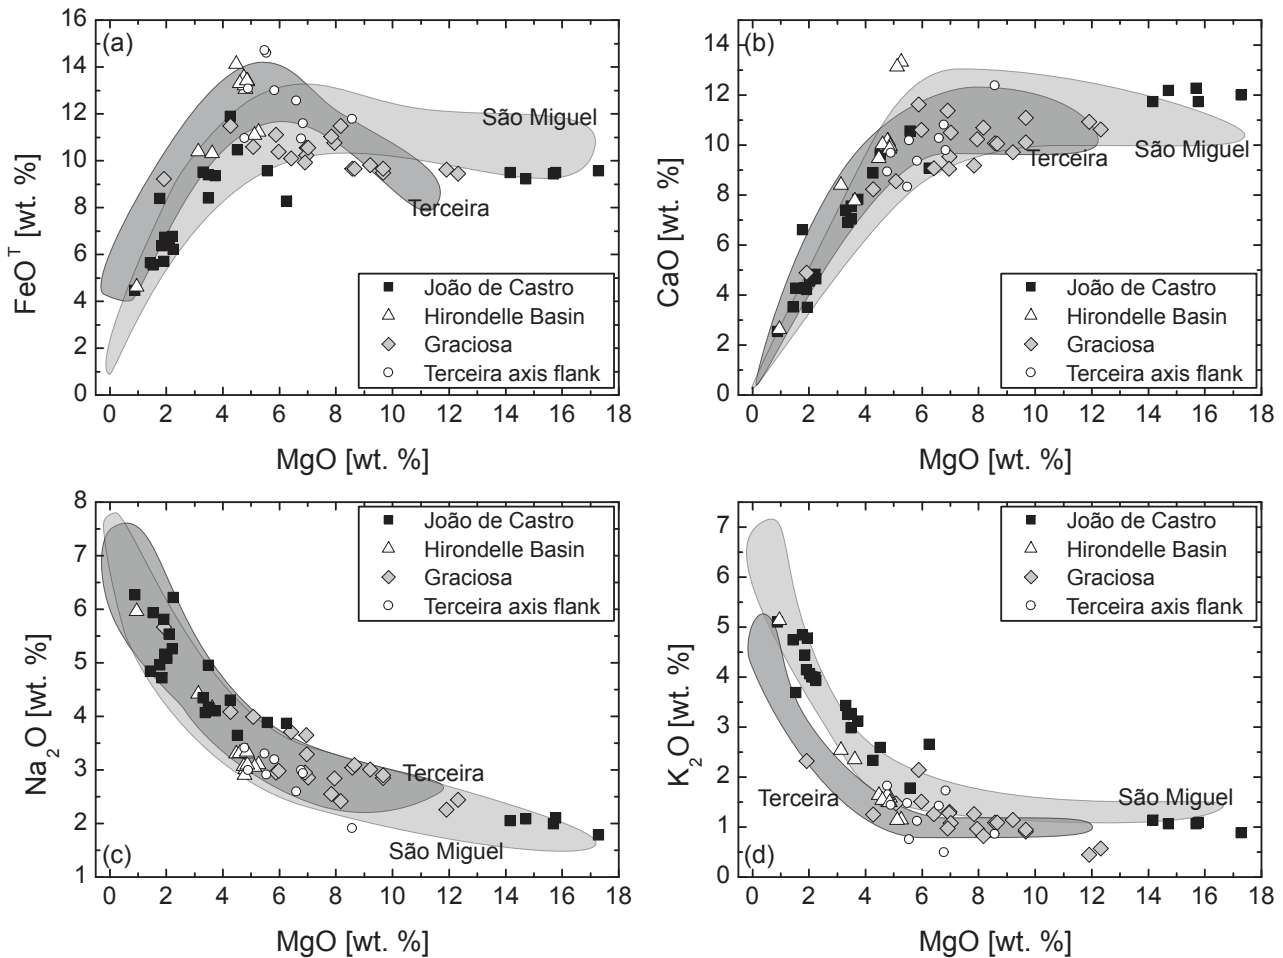 (a)
FeOᵀ [wt. %]
16
14
12
10
8
6
4
2
0
São Miguel
Terceira
João de Castro
Hirondelle Basin
Graciosa
Terceira axis flank
0 2 4 6 8 10 12 14 16 18
MgO [wt. %]
(b)
CaO [wt. %]
14
12
10
8
6
4
2
0
Terceira
São Miguel
João de Castro
Hirondelle Basin
Graciosa
Terceira axis flank
0 2 4 6 8 10 12 14 16 18
MgO [wt. %]
Na₂O [wt. %]
8
7
6
5
4
3
2
1
João de Castro
Hirondelle Basin
Graciosa
Terceira axis flank
Terceira
São Miguel
(c)
0 2 4 6 8 10 12 14 16 18
MgO [wt. %]
K₂O [wt. %]
7
6
5
4
3
2
1
0
João de Castro
Hirondelle Basin
Graciosa
Terceira axis flank
Terceira
São Miguel
(d)
0 2 4 6 8 10 12 14 16 18
MgO [wt. %]